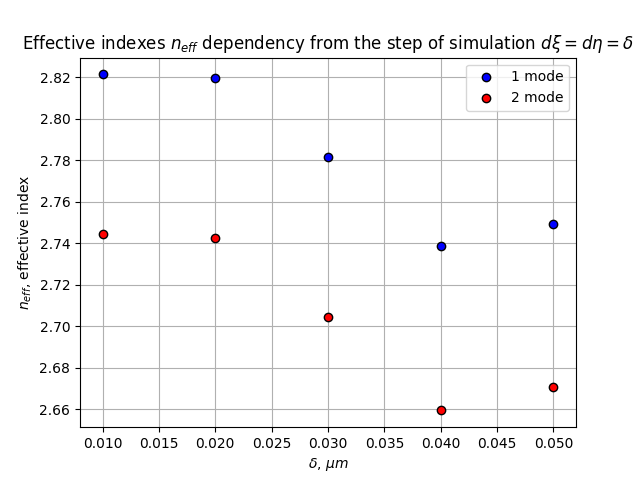 Effective indexes n_eff dependency from the step of simulation dξ = dη = δ
1 mode
2 mode
2.82
2.80
2.78
2.76
2.74
2.72
2.70
2.68
2.66
n_eff, effective index
0.010 0.015 0.020 0.025 0.030 0.035 0.040 0.045 0.050
δ, μm